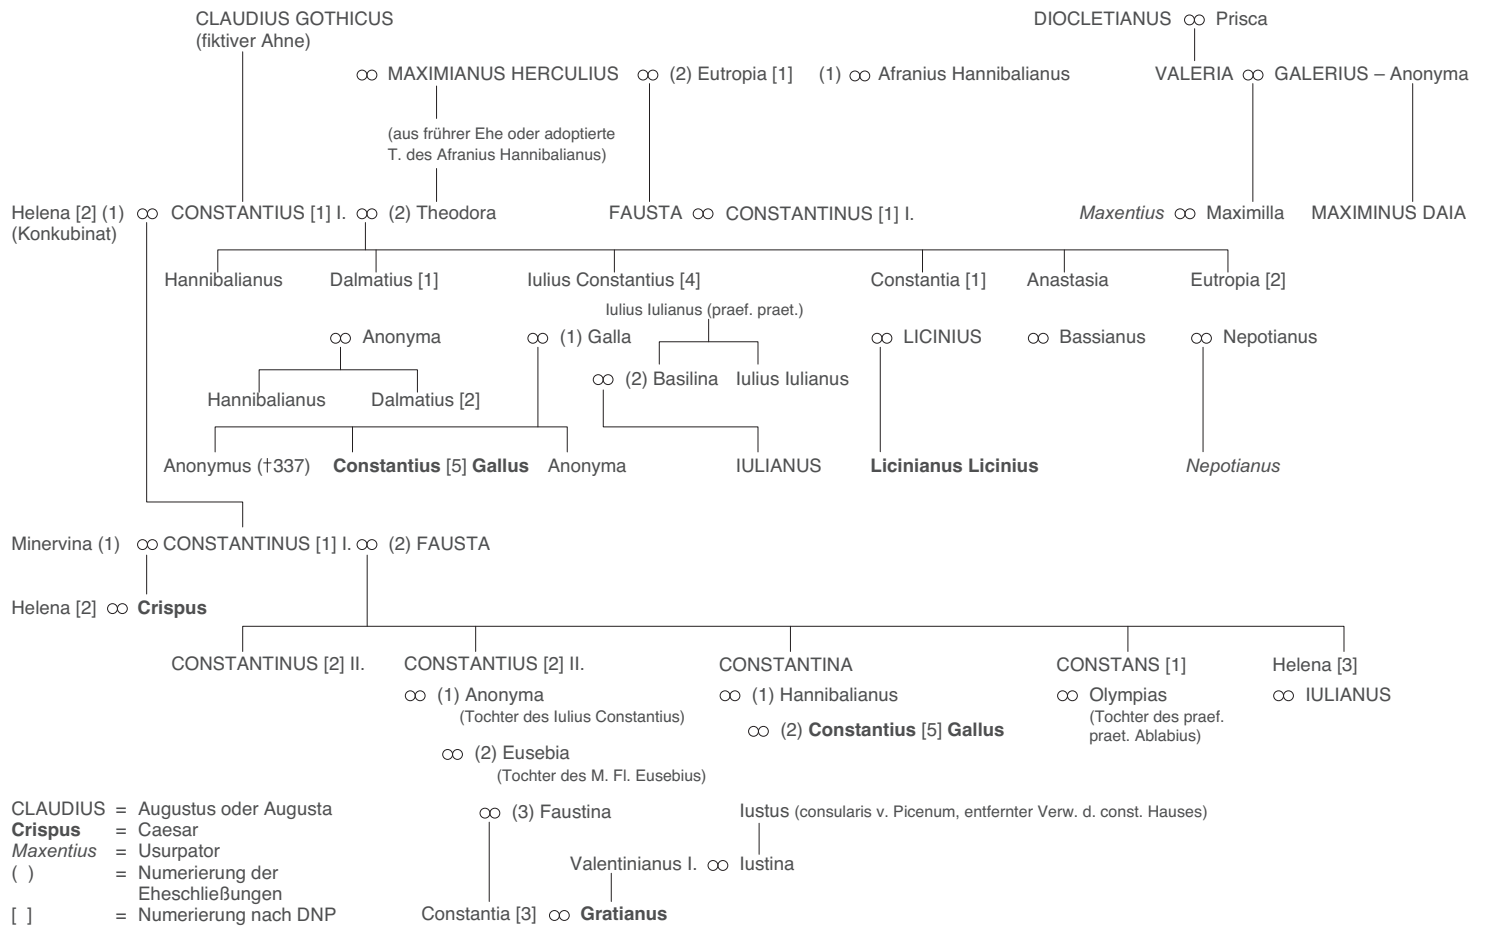 CLAUDIUS GOTHICUS
(fiktiver Ahne)
DIOCLETIANUS ∞ Prisca
∞ MAXIMIANUS HERCULIUS ∞ (2) Eutropia [1] (1) ∞ Afranius Hannibalianus
VALERIA ∞ GALERIUS – Anonyma
(aus frührer Ehe oder adoptierte
T. des Afranius Hannibalianus)
Helena [2] (1) ∞ CONSTANTIUS [1] I. ∞ (2) Theodora
(Konkubinat)
FAUSTA ∞ CONSTANTINUS [1] I.
Maxentius ∞ Maximilla
MAXIMINUS DAIA
Hannibalianus
Dalmatius [1]
Iulius Constantius [4]
Constantia [1]
Anastasia
Eutropia [2]
Iulius Iulianus (praef. praet.)
∞ Anonyma
∞ (1) Galla
∞ LICINIUS
∞ Bassianus
∞ Nepotianus
∞ (2) Basilina
Iulius Iulianus
Hannibalianus
Dalmatius [2]
Anonymus (†337)
Constantius [5] Gallus
Anonyma
IULIANUS
Licinianus Licinius
Nepotianus
Minervina (1) ∞ CONSTANTINUS [1] I. ∞ (2) FAUSTA
Helena [2] ∞ Crispus
CONSTANTINUS [2] II.
CONSTANTIUS [2] II.
CONSTANTINA
CONSTANS [1]
Helena [3]
∞ (1) Anonyma
(Tochter des Iulius Constantius)
∞ (1) Hannibalianus
∞ Olympias
(Tochter des praef.
praet. Ablabius)
∞ IULIANUS
∞ (2) Constantius [5] Gallus
∞ (2) Eusebia
(Tochter des M. Fl. Eusebius)
∞ (3) Faustina
Iustus (consularis v. Picenum, entfernter Verw. d. const. Hauses)
Valentinianus I. ∞ Iustina
Constantia [3] ∞ Gratianus
CLAUDIUS = Augustus oder Augusta
Crispus = Caesar
Maxentius = Usurpator
( ) = Numerierung der
Eheschließungen
[ ] = Numerierung nach DNP